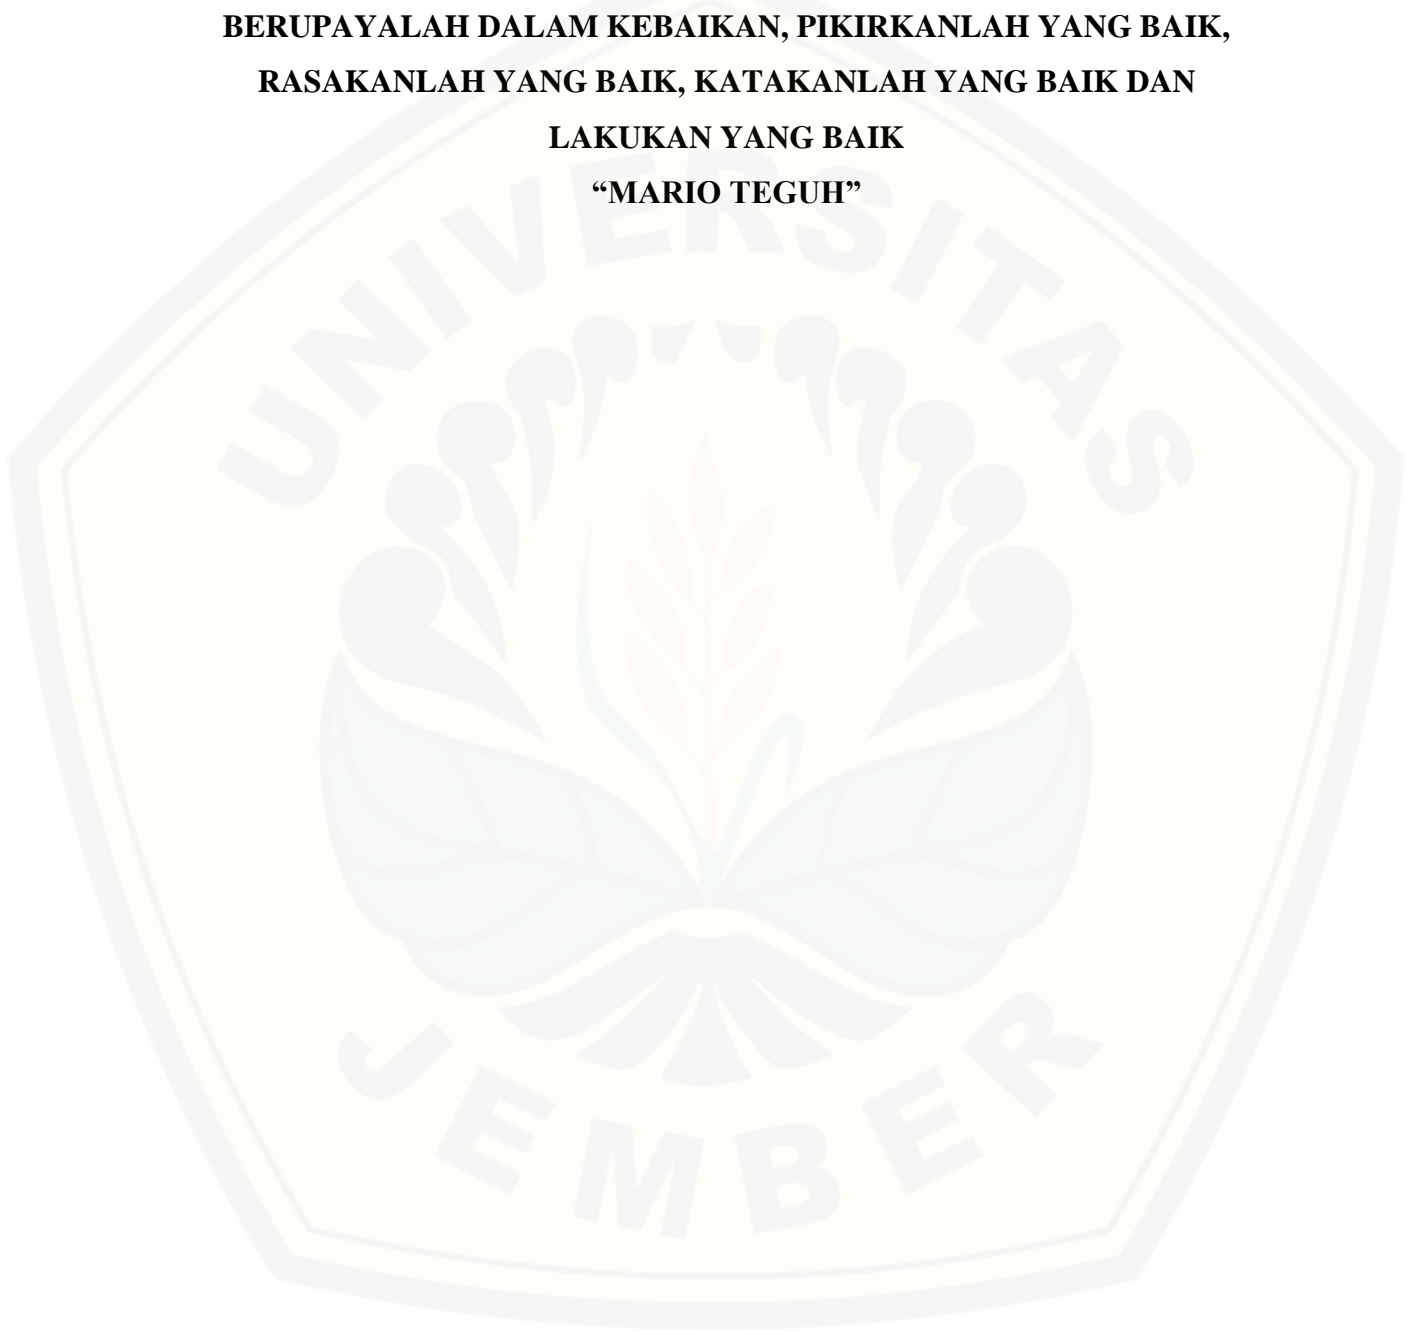 BERUPAYALAH DALAM KEBAIKAN, PIKIRKANLAH YANG BAIK,
RASAKANLAH YANG BAIK, KATAKANLAH YANG BAIK DAN
LAKUKAN YANG BAIK
“MARIO TEGUH”
UNIVERSITAS
JEMBER